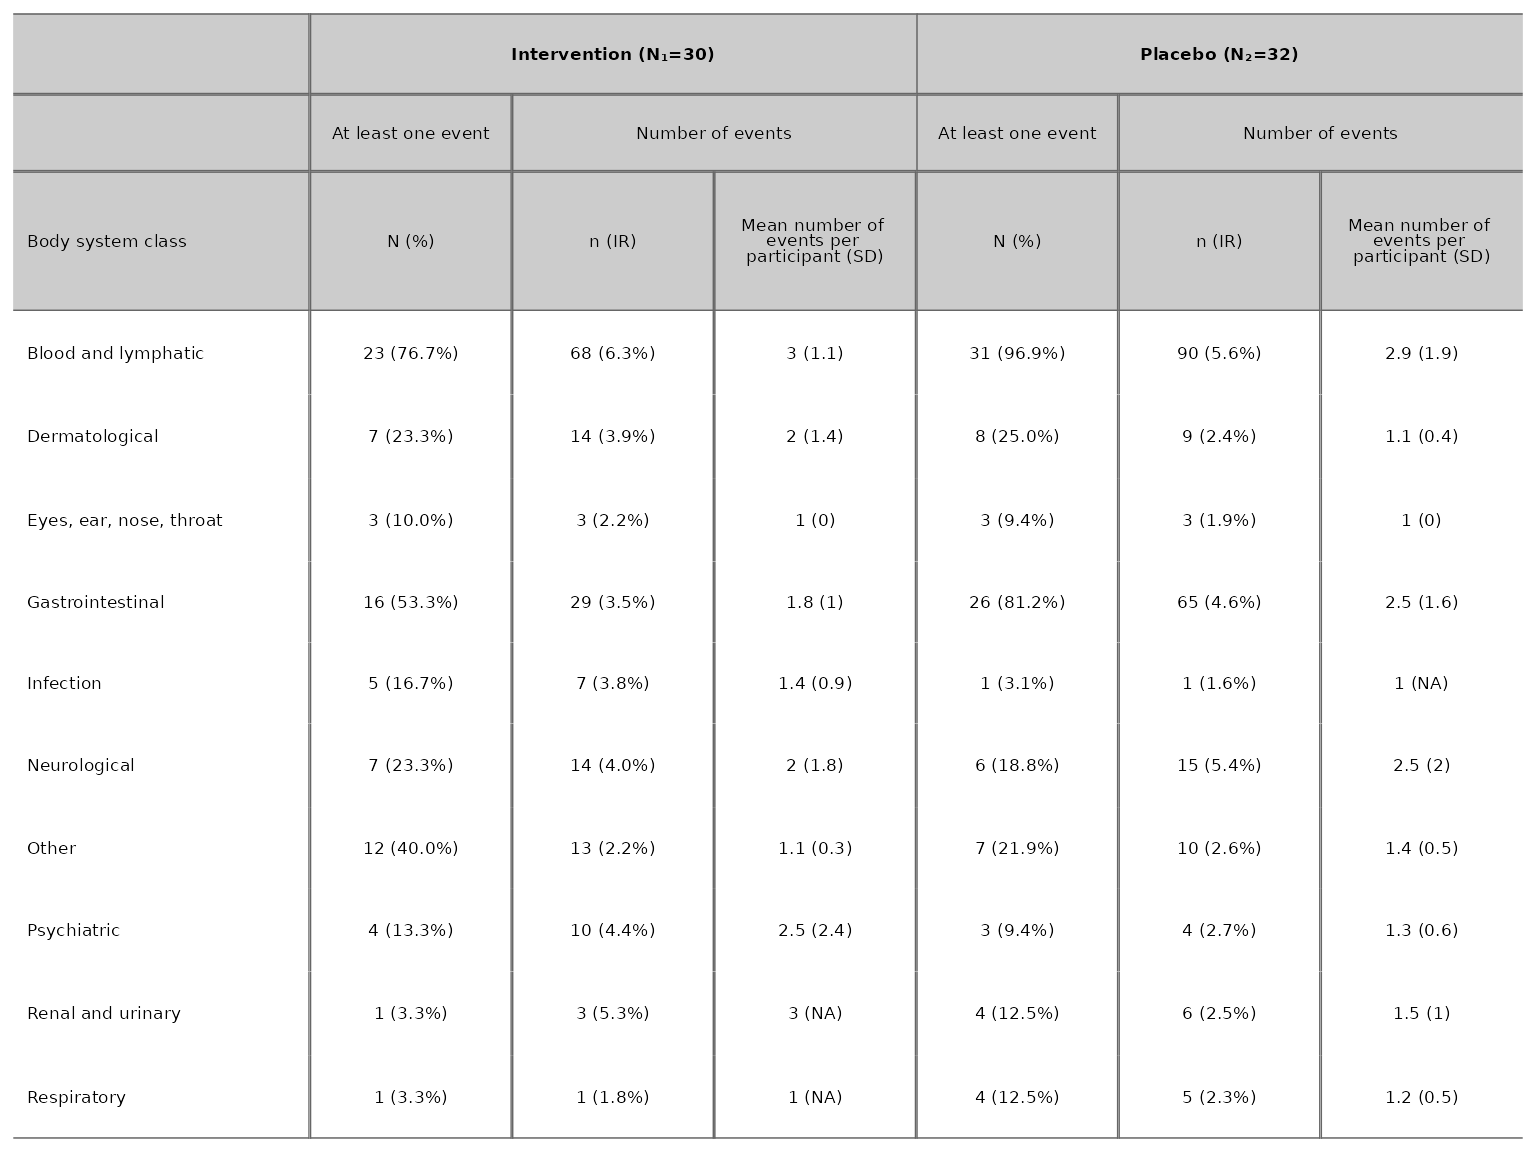 Intervention (N₁=30) Placebo (N₂=32)
At least one event Number of events At least one event Number of events
Body system class N (%) n (IR) Mean number of events per participant (SD) N (%) n (IR) Mean number of events per participant (SD)
Blood and lymphatic 23 (76.7%) 68 (6.3%) 3 (1.1) 31 (96.9%) 90 (5.6%) 2.9 (1.9)
Dermatological 7 (23.3%) 14 (3.9%) 2 (1.4) 8 (25.0%) 9 (2.4%) 1.1 (0.4)
Eyes, ear, nose, throat 3 (10.0%) 3 (2.2%) 1 (0) 3 (9.4%) 3 (1.9%) 1 (0)
Gastrointestinal 16 (53.3%) 29 (3.5%) 1.8 (1) 26 (81.2%) 65 (4.6%) 2.5 (1.6)
Infection 5 (16.7%) 7 (3.8%) 1.4 (0.9) 1 (3.1%) 1 (1.6%) 1 (NA)
Neurological 7 (23.3%) 14 (4.0%) 2 (1.8) 6 (18.8%) 15 (5.4%) 2.5 (2)
Other 12 (40.0%) 13 (2.2%) 1.1 (0.3) 7 (21.9%) 10 (2.6%) 1.4 (0.5)
Psychiatric 4 (13.3%) 10 (4.4%) 2.5 (2.4) 3 (9.4%) 4 (2.7%) 1.3 (0.6)
Renal and urinary 1 (3.3%) 3 (5.3%) 3 (NA) 4 (12.5%) 6 (2.5%) 1.5 (1)
Respiratory 1 (3.3%) 1 (1.8%) 1 (NA) 4 (12.5%) 5 (2.3%) 1.2 (0.5)